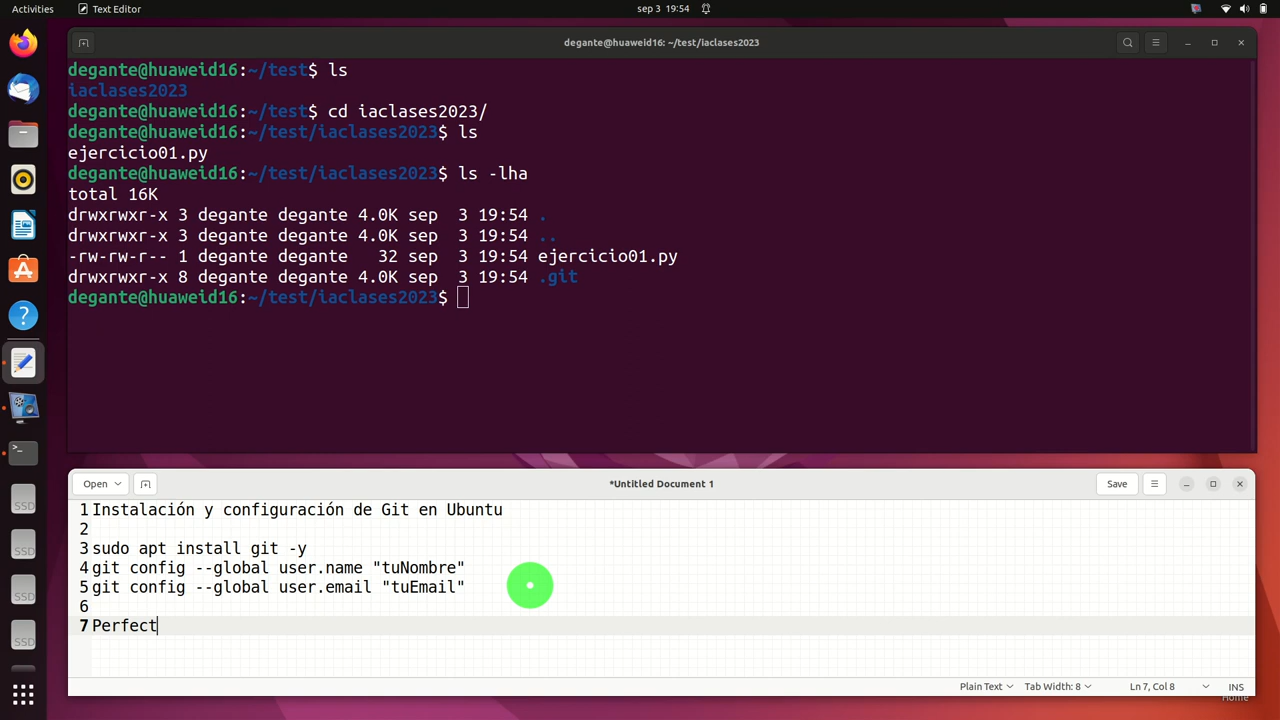 Activities
Text Editor
sep 3 19:54
degante@huaweid16: ~/test/iaclases2023
degante@huaweid16:~/test$ ls
iaclases2023
degante@huaweid16:~/test$ cd iaclases2023/
degante@huaweid16:~/test/iaclases2023$ ls
ejercicio01.py
degante@huaweid16:~/test/iaclases2023$ ls -lha
total 16K
drwxrwxr-x 3 degante degante 4.0K sep  3 19:54 .
drwxrwxr-x 3 degante degante 4.0K sep  3 19:54 ..
-rw-rw-r-- 1 degante degante   32 sep  3 19:54 ejercicio01.py
drwxrwxr-x 8 degante degante 4.0K sep  3 19:54 .git
degante@huaweid16:~/test/iaclases2023$
Open
*Untitled Document 1
Save
1 Instalación y configuración de Git en Ubuntu
2
3 sudo apt install git -y
4 git config --global user.name "tuNombre"
5 git config --global user.email "tuEmail"
6
7 Perfect
Plain Text
Tab Width: 8
Ln 7, Col 8
INS
Home
SSD
SSD
SSD
SSD